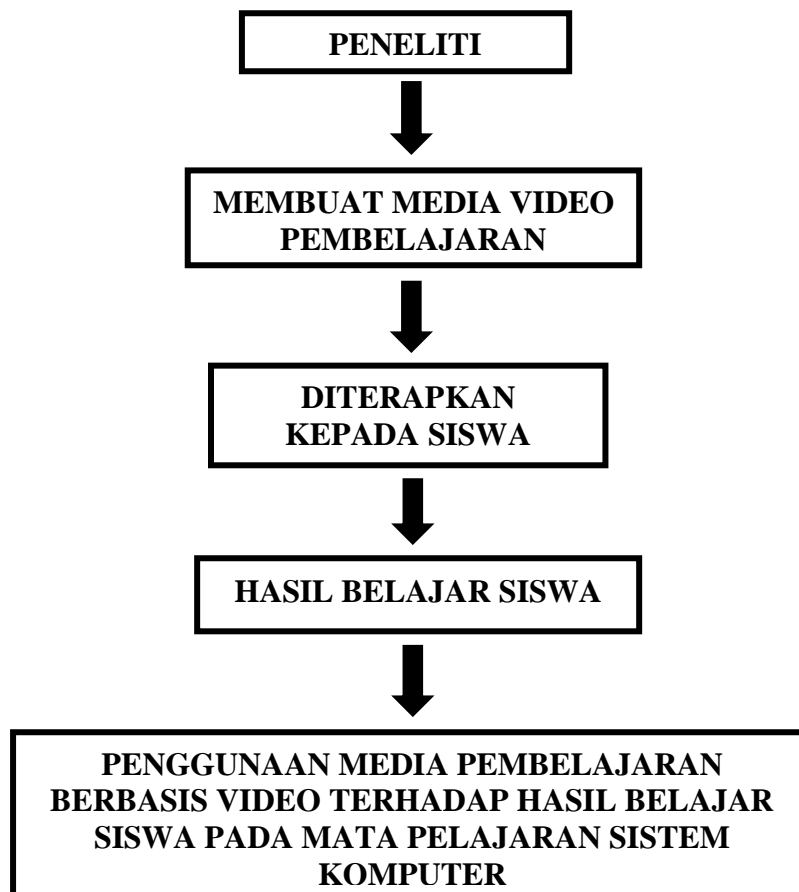 PENELITI
MEMBUAT MEDIA VIDEO
PEMBELAJARAN
DITERAPKAN
KEPADA SISWA
HASIL BELAJAR SISWA
PENGGUNAAN MEDIA PEMBELAJARAN
BERBASIS VIDEO TERHADAP HASIL BELAJAR
SISWA PADA MATA PELAJARAN SISTEM
KOMPUTER